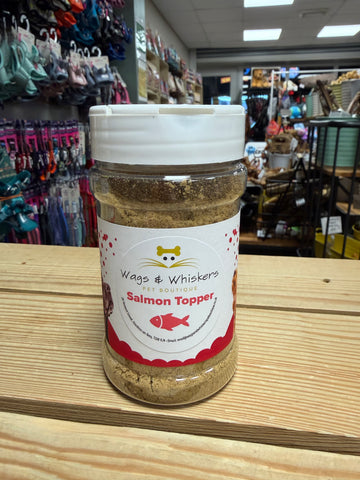 Wags & Whiskers
PET BOUTIQUE
Salmon Topper